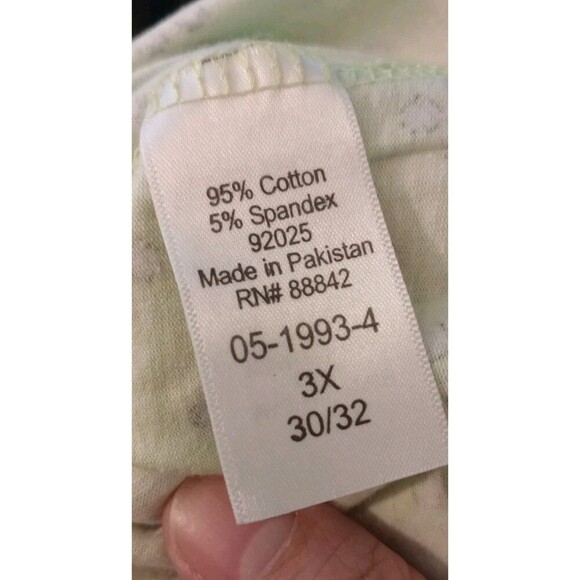 95% Cotton
5% Spandex
92025
Made in Pakistan
RN# 88842
05-1993-4
3X
30/32